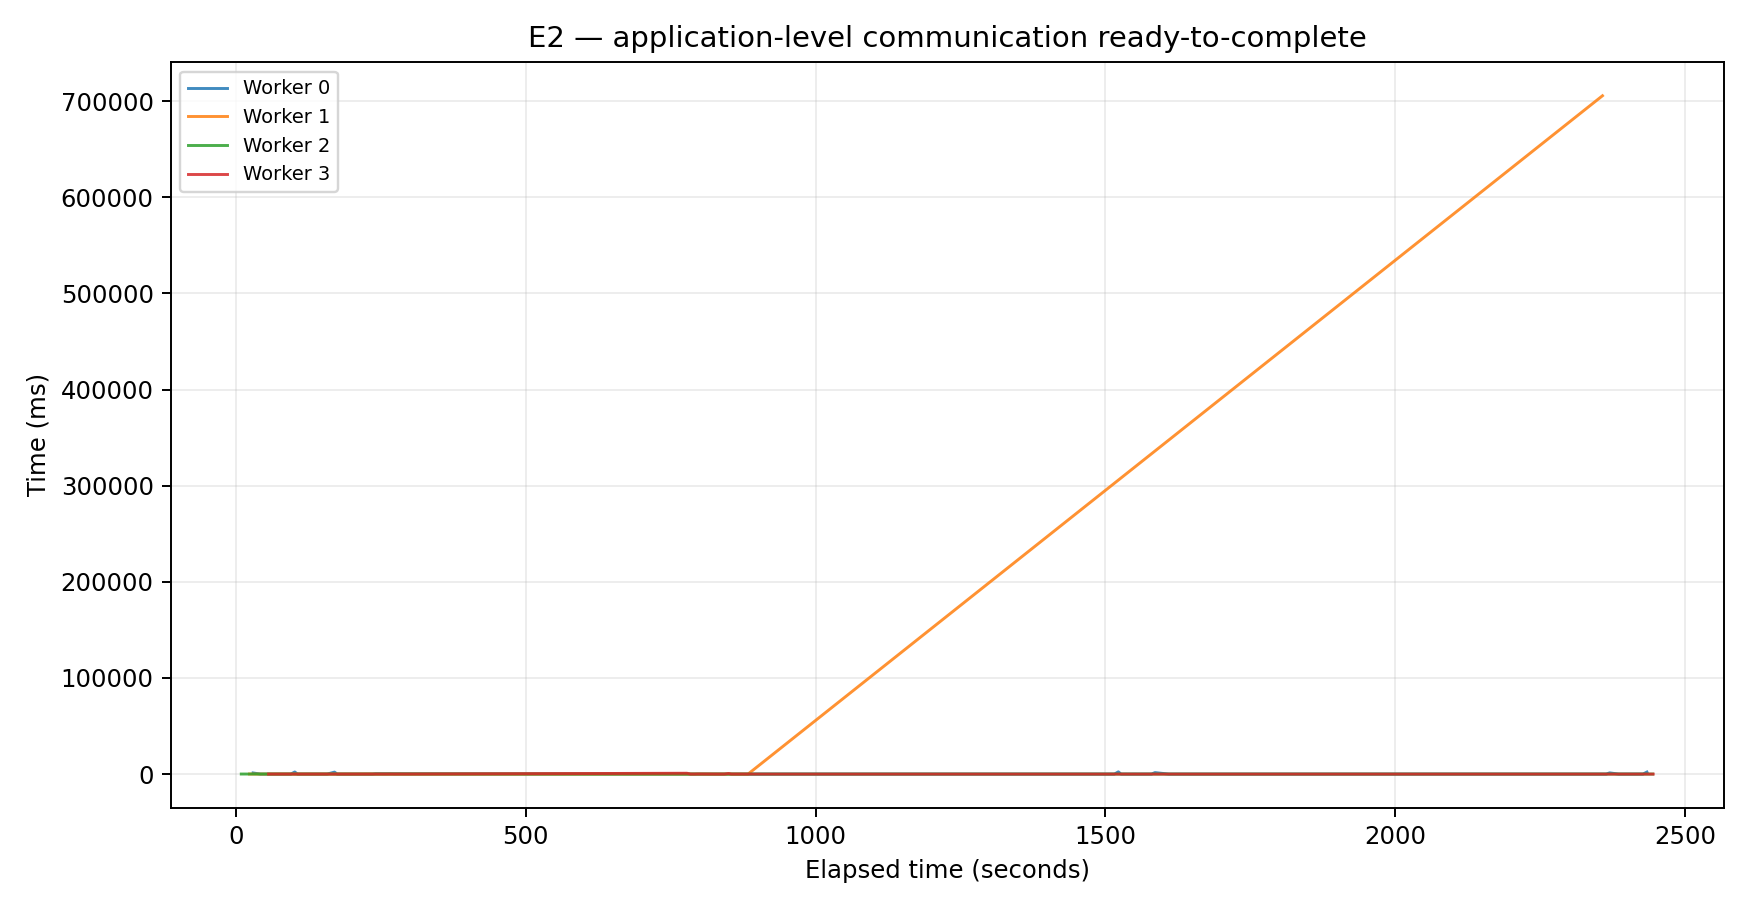 E2 — application-level communication ready-to-complete
Worker 0
Worker 1
Worker 2
Worker 3
Time (ms)
700000
600000
500000
400000
300000
200000
100000
0
0 500 1000 1500 2000 2500
Elapsed time (seconds)